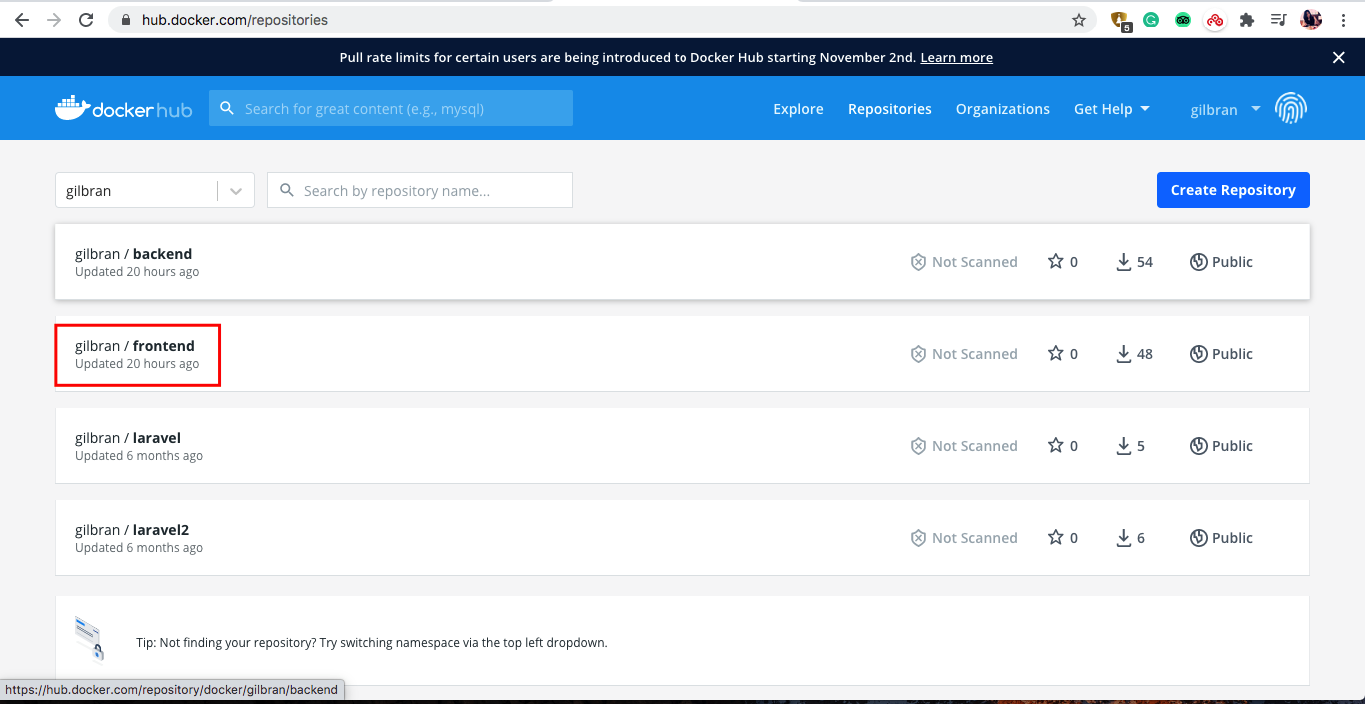 hub.docker.com/repositories
5
Pull rate limits for certain users are being introduced to Docker Hub starting November 2nd. Learn more
docker hub
Search for great content (e.g., mysql)
Explore
Repositories
Organizations
Get Help
gilbran
gilbran
Search by repository name...
Create Repository
gilbran / backend
Updated 20 hours ago
Not Scanned
0
54
Public
gilbran / frontend
Updated 20 hours ago
Not Scanned
0
48
Public
gilbran / laravel
Updated 6 months ago
Not Scanned
0
5
Public
gilbran / laravel2
Updated 6 months ago
Not Scanned
0
6
Public
Tip: Not finding your repository? Try switching namespace via the top left dropdown.
https://hub.docker.com/repository/docker/gilbran/backend